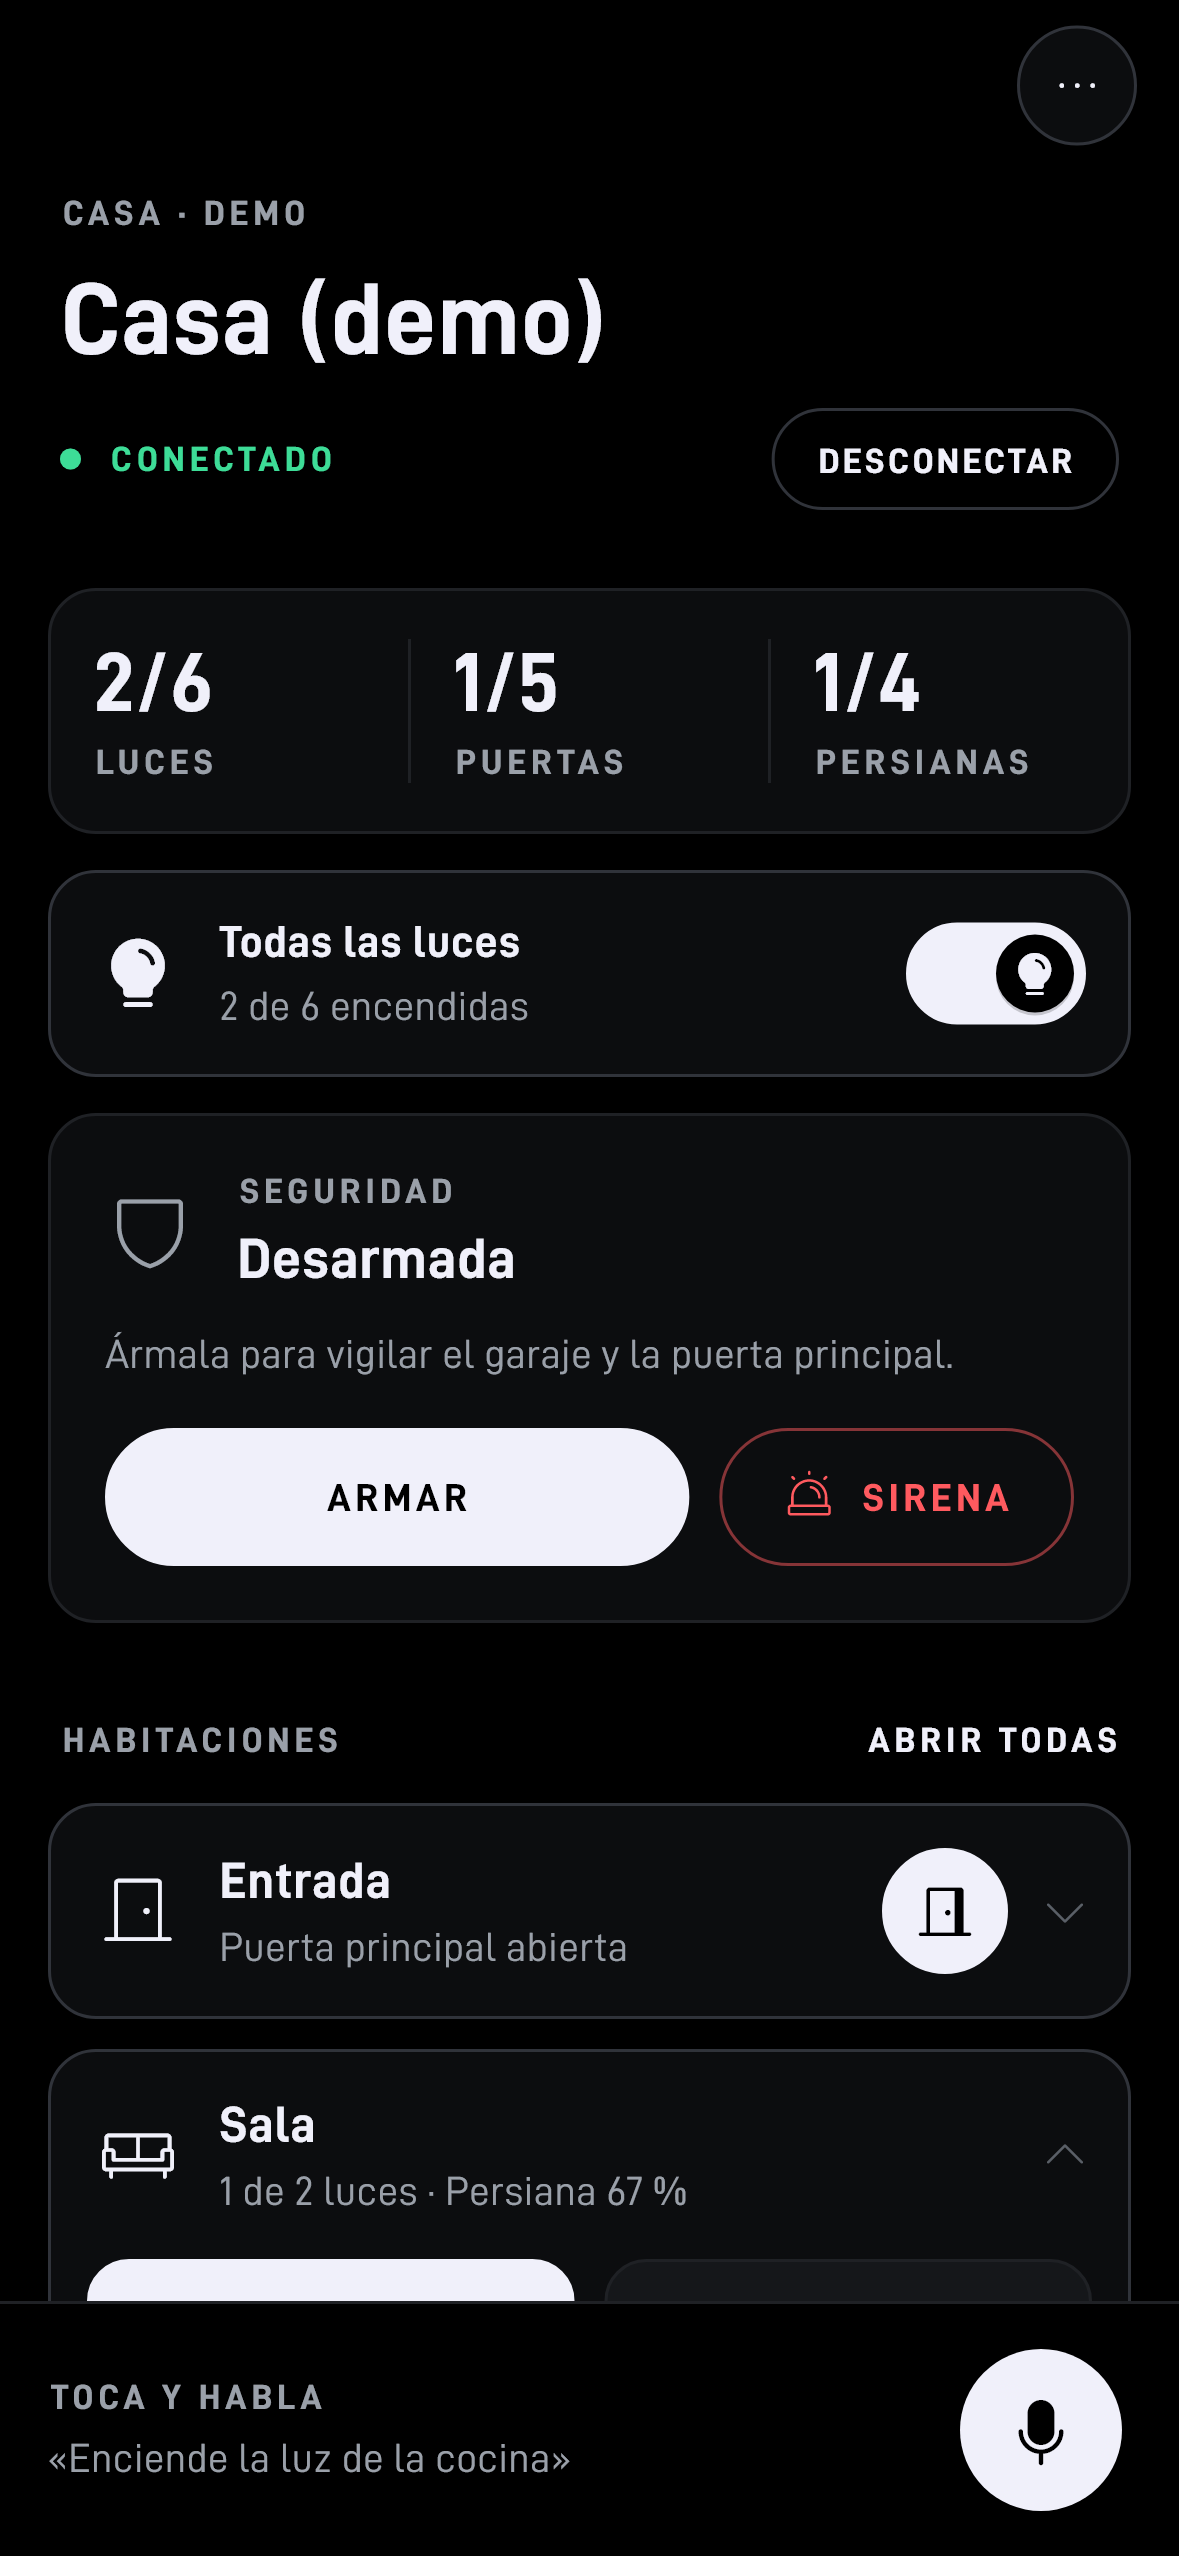 CASA · DEMO
Casa (demo)
CONECTADO
DESCONECTAR
2/6
LUCES
1/5
PUERTAS
1/4
PERSIANAS
Todas las luces
2 de 6 encendidas
SEGURIDAD
Desarmada
Ármala para vigilar el garaje y la puerta principal.
ARMAR
SIRENA
HABITACIONES
ABRIR TODAS
Entrada
Puerta principal abierta
Sala
1 de 2 luces · Persiana 67 %
TOCA Y HABLA
«Enciende la luz de la cocina»